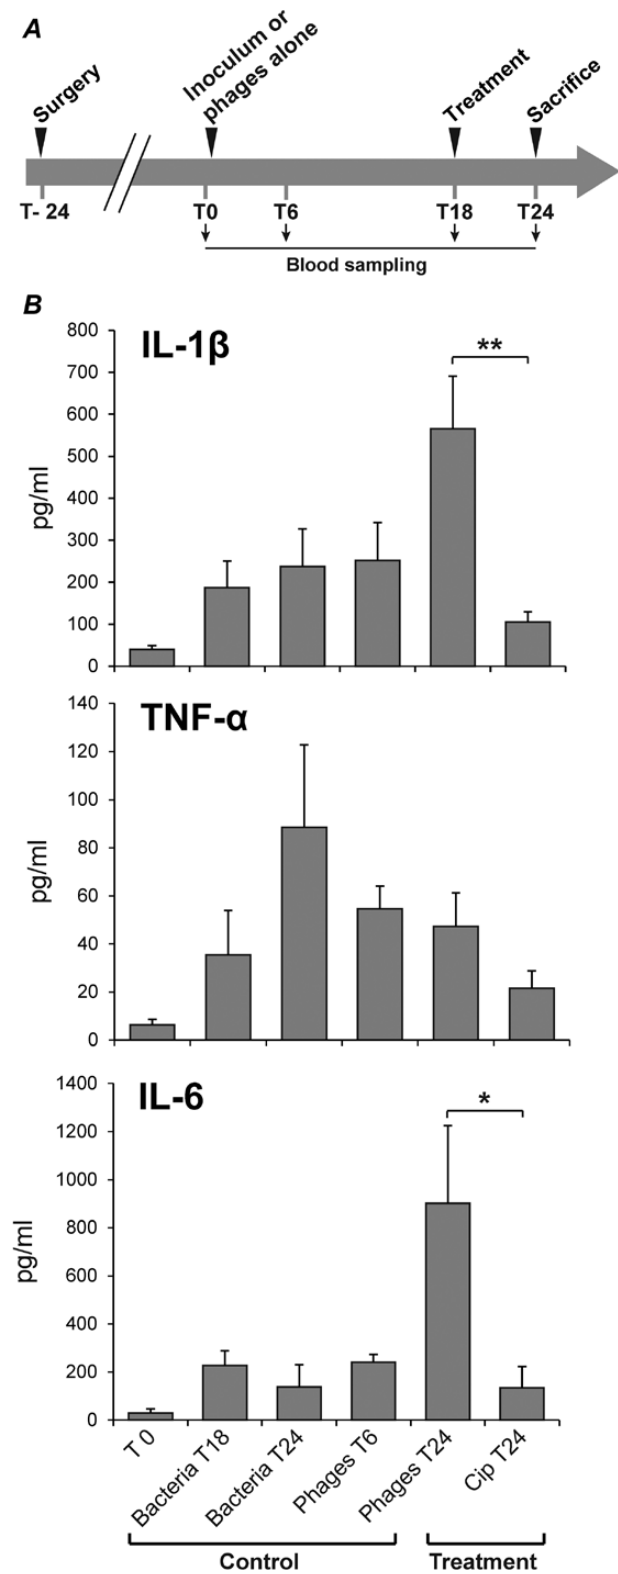 A
Surgery
Inoculum or
phages alone
Treatment
Sacrifice
T- 24
T0
T6
T18
T24
Blood sampling
B
IL-1β
**
pg/ml
800
700
600
500
400
300
200
100
0
TNF-α
pg/ml
140
120
100
80
60
40
20
0
IL-6
*
pg/ml
1400
1200
1000
800
600
400
200
0
T 0
Bacteria T18
Bacteria T24
Phages T6
Phages T24
Cip T24
Control
Treatment